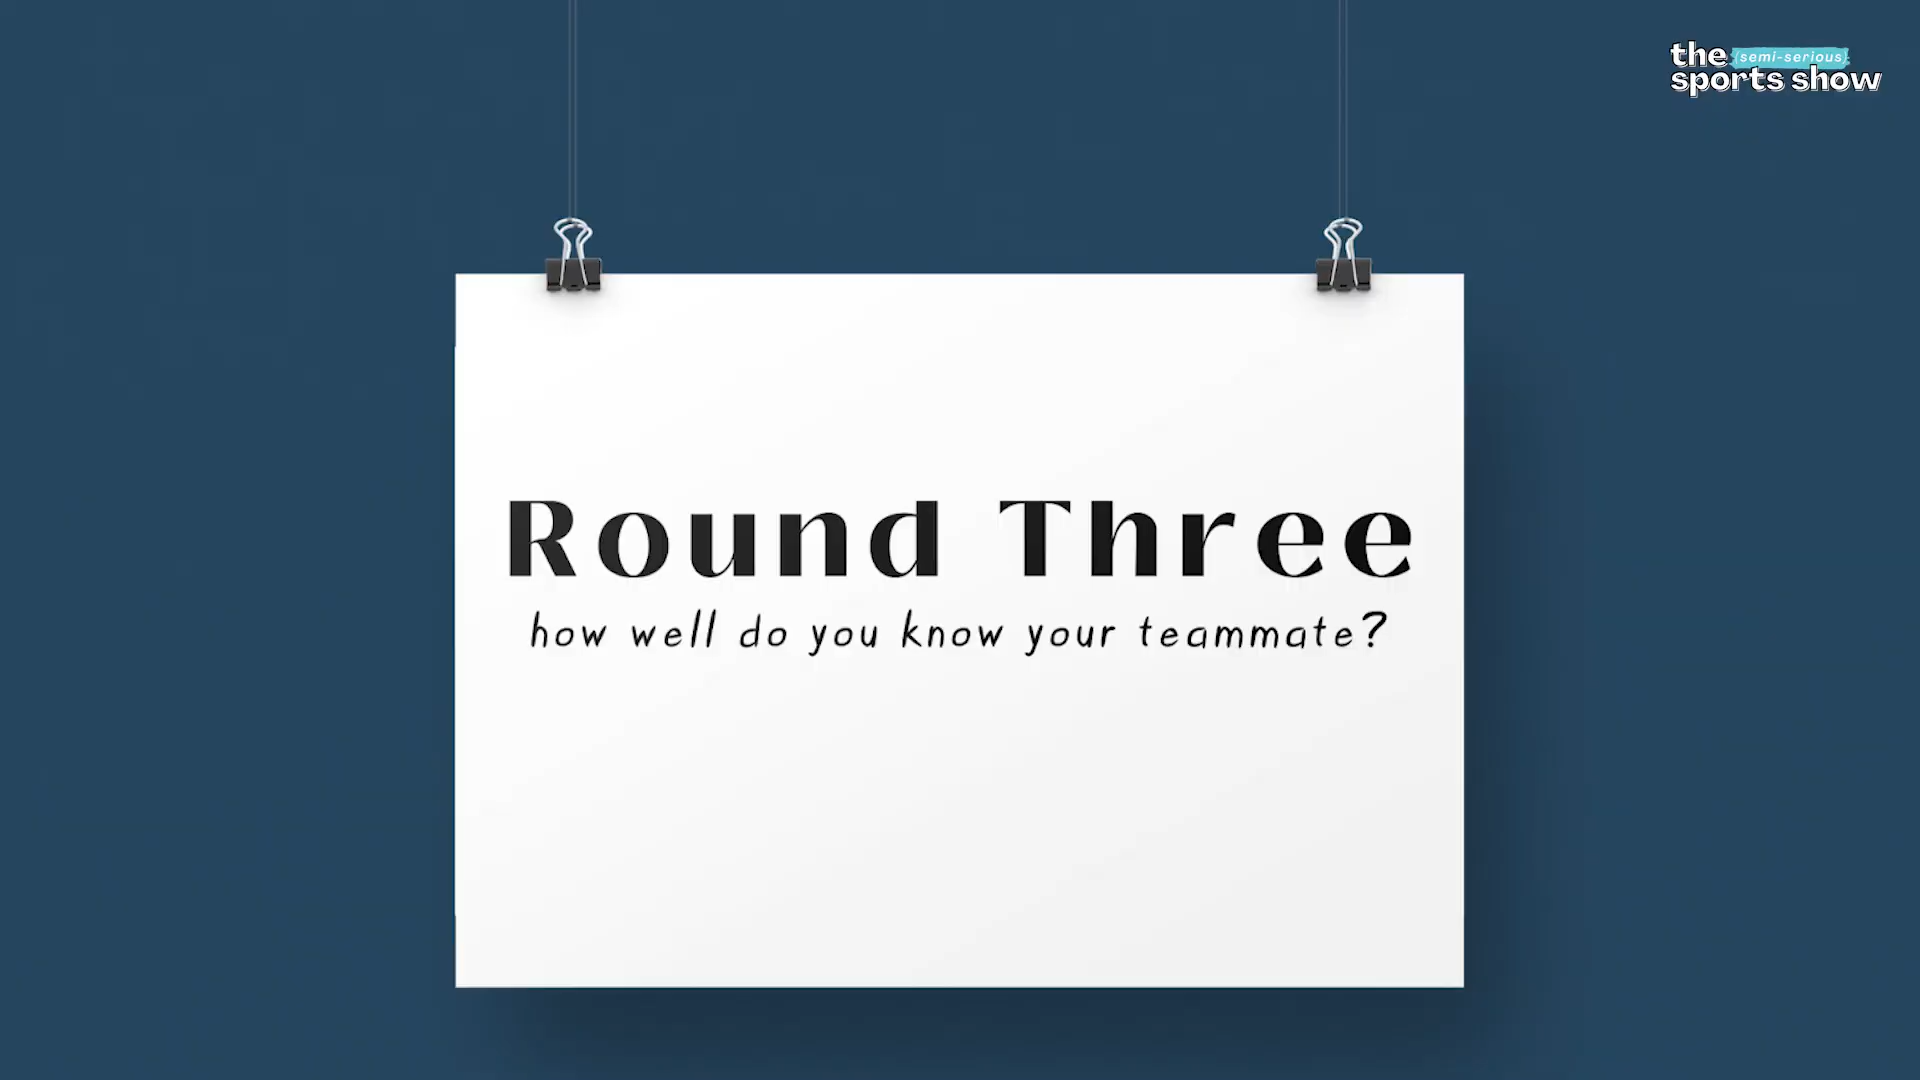 the (semi-serious)
sports show
Round Three
how well do you know your teammate?